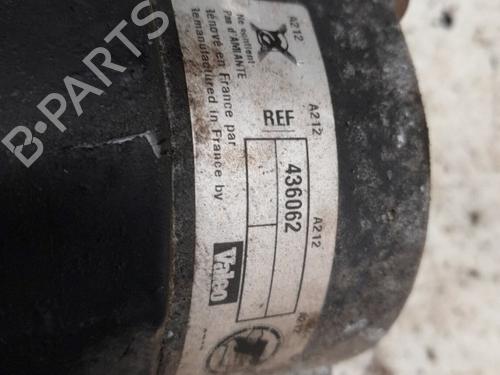 A212
Ne contient
Pas d'AMIANTE
Rénové en France par
Remanufactured in France by
A212
REF
436062
A212
Valeo
B-PARTS